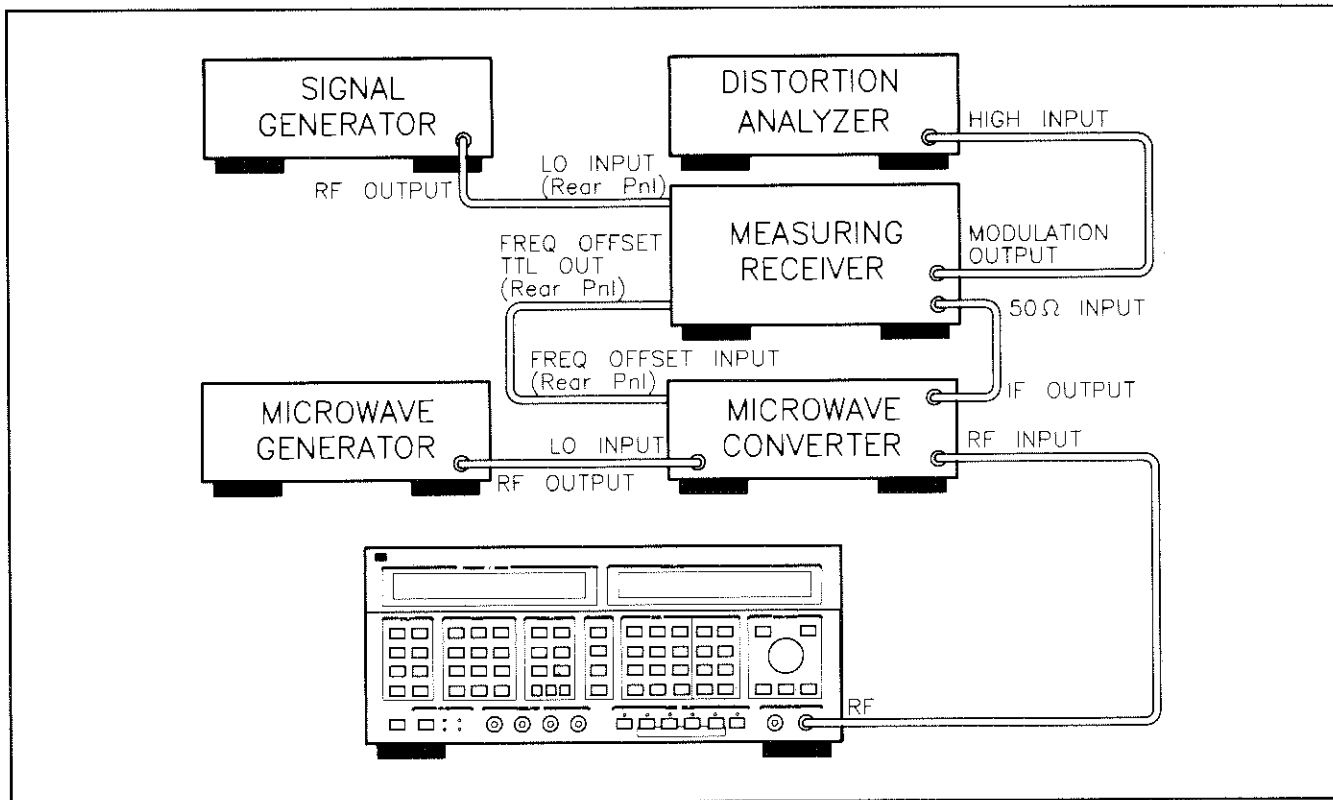 SIGNAL
GENERATOR
RF OUTPUT
DISTORTION
ANALYZER
HIGH INPUT
LO INPUT
(Rear Pnl)
MEASURING
RECEIVER
MODULATION
OUTPUT
FREQ OFFSET
TTL OUT
(Rear Pnl)
50Ω INPUT
FREQ OFFSET INPUT
(Rear Pnl)
MICROWAVE
GENERATOR
LO INPUT
RF OUTPUT
MICROWAVE
CONVERTER
IF OUTPUT
RF INPUT
RF